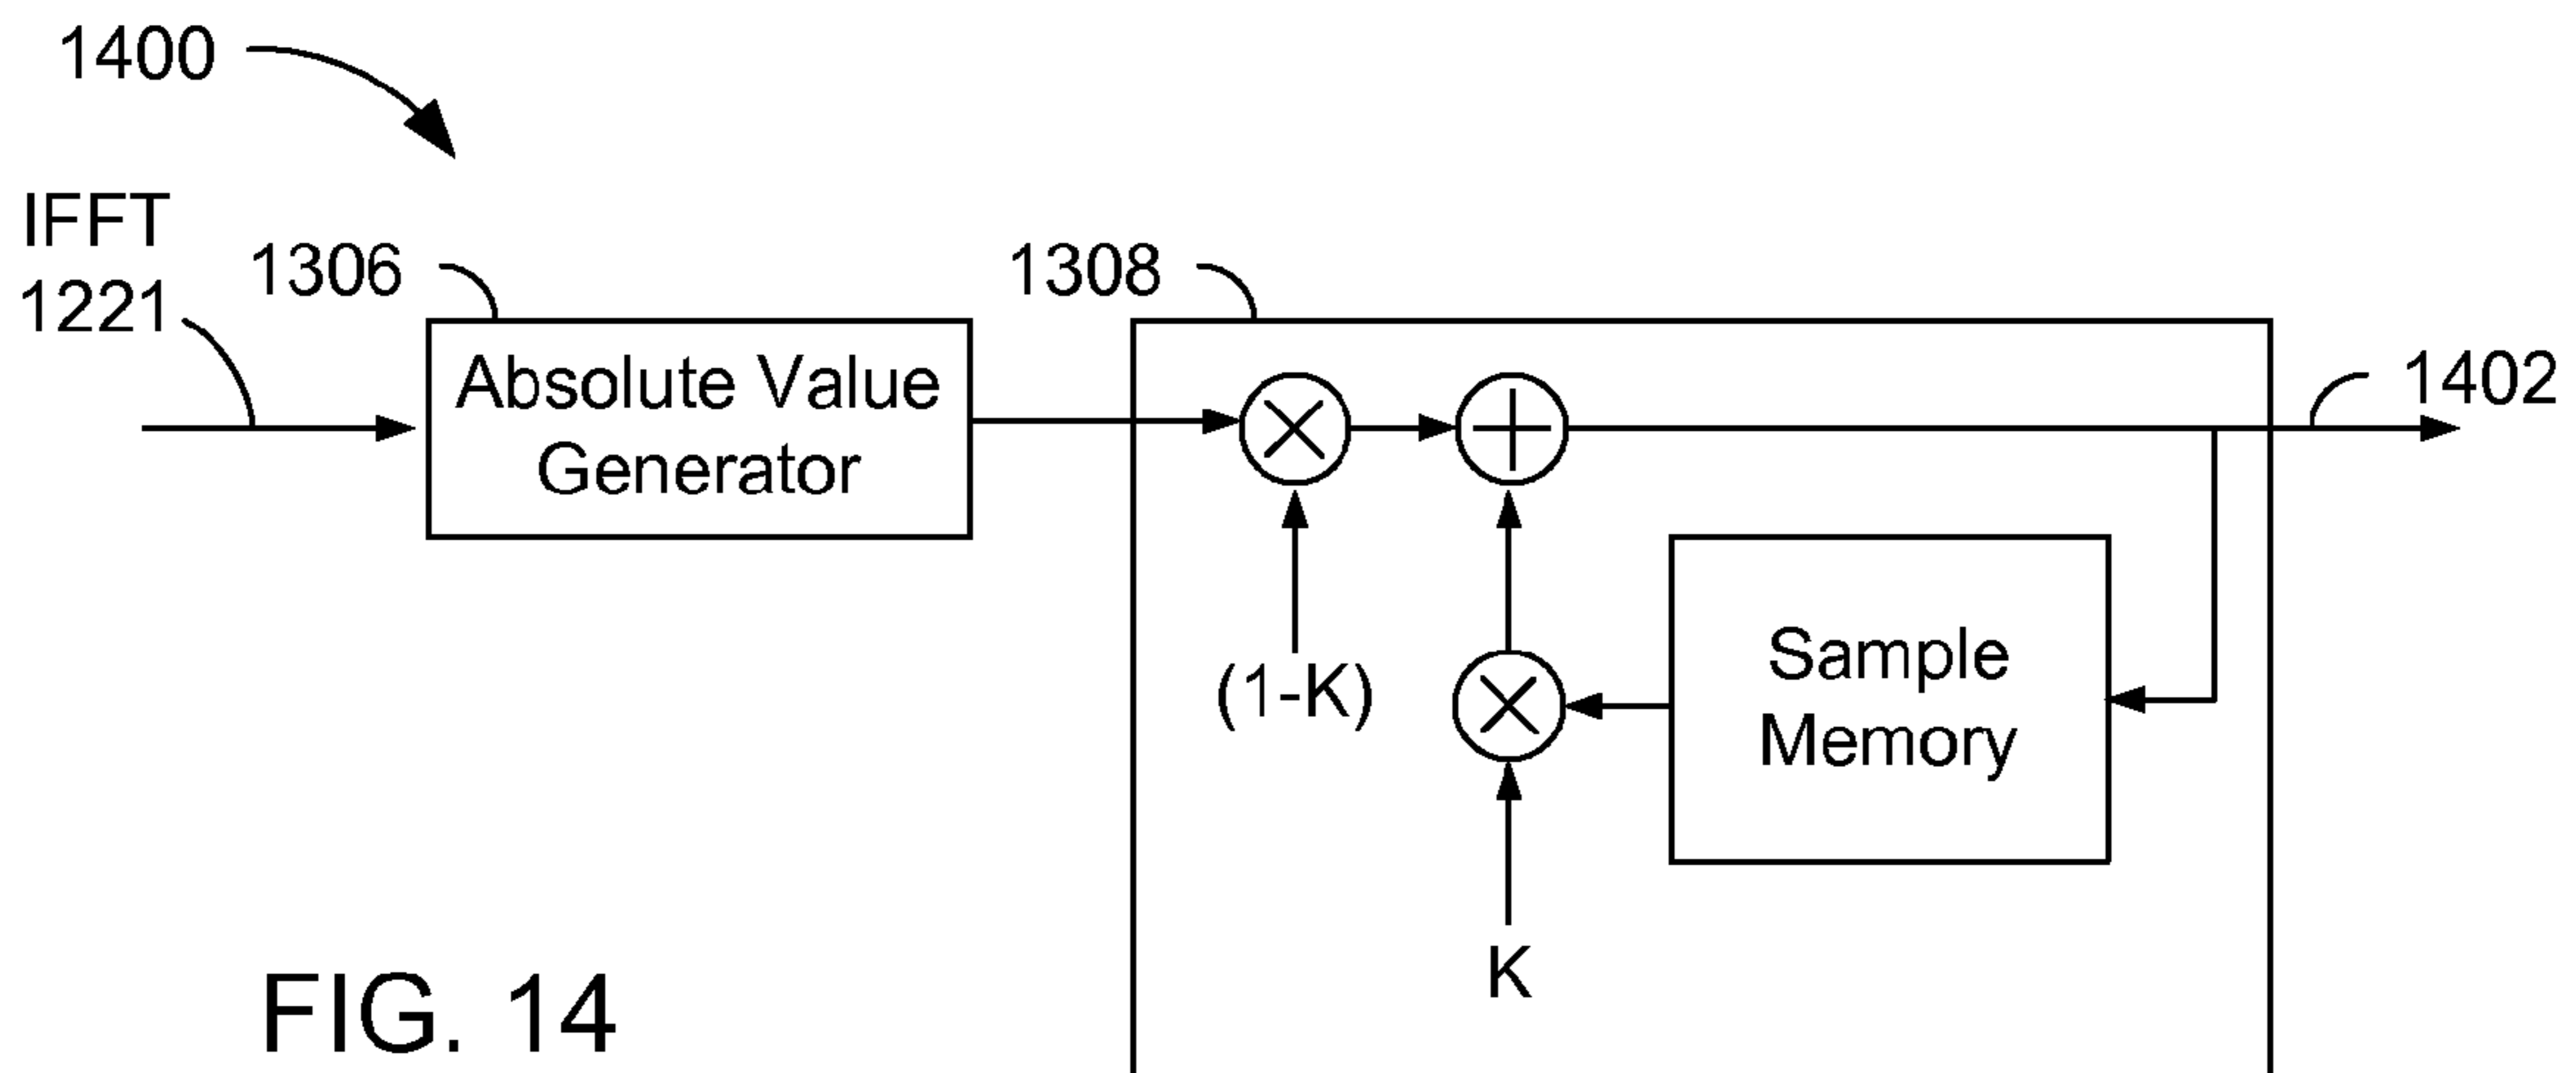 1400
IFFT
1221
1306
1308
Absolute Value
Generator
1402
(1-K)
Sample
Memory
K
FIG. 14